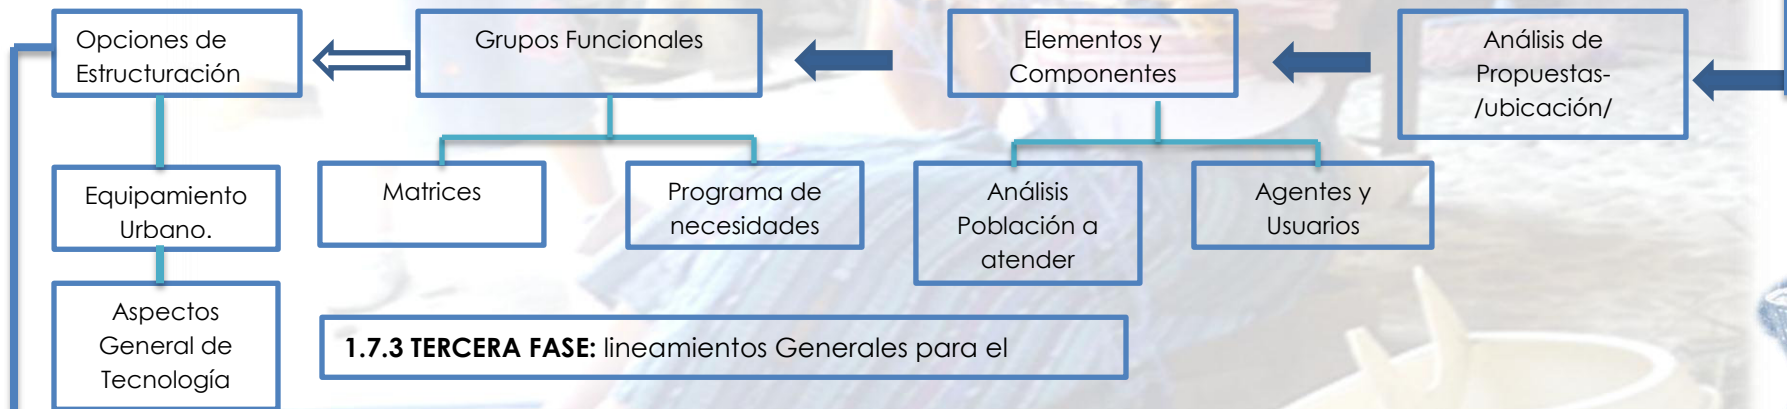 Opciones de
Estructuración
Grupos Funcionales
Elementos y
Componentes
Análisis de
Propuestas-
/ubicación/
Equipamiento
Urbano.
Matrices
Programa de
necesidades
Análisis
Población a
atender
Agentes y
Usuarios
Aspectos
General de
Tecnología
1.7.3 TERCERA FASE: lineamientos Generales para el